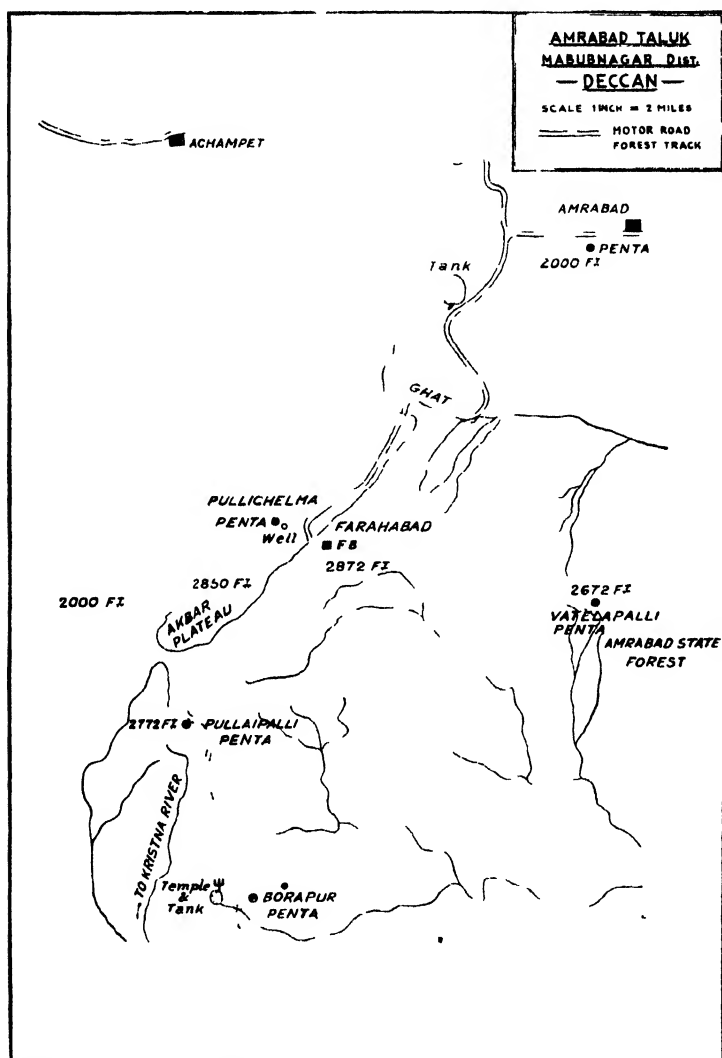 AMRABAD TALUK
MABUBNAGAR DIST.
— DECCAN —
SCALE 1 INCH = 2 MILES
MOTOR ROAD
FOREST TRACK
ACHAMPET
AMRABAD
PENTA
2000 FT
Tank
GHAT
PULLICHELMA
PENTA
Well
FARAHABAD
FB
2872 FT
2850 FT
2000 FT
AKBAR
PLATEAU
2672 FT
VATELAPALLI
PENTA
AMRABAD STATE
FOREST
2772 FT
PULLAIPALLI
PENTA
TO KRISTNA RIVER
Temple
&
Tank
BORAPUR
PENTA